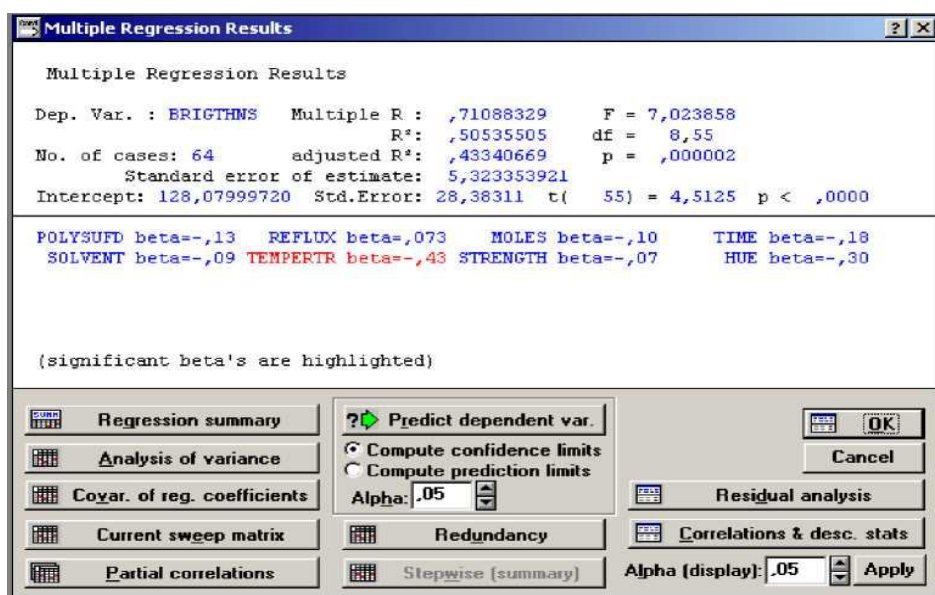 Multiple Regression Results
Multiple Regression Results
Dep. Var. : BRIGTHNS Multiple R : ,71088329 F = 7,023858
R²: ,50535505 df = 8,55
No. of cases: 64 adjusted R²: ,43340669 p = ,000002
Standard error of estimate: 5,323353921
Intercept: 128,07999720 Std.Error: 28,38311 t( 55) = 4,5125 p < ,0000
POLYSUFD beta=-,13 REFLUX beta=,073 MOLES beta=-,10 TIME beta=-,18
SOLVENT beta=-,09 TEMPERTR beta=-,43 STRENGTH beta=-,07 HUE beta=-,30
(significant beta's are highlighted)
Regression summary
Analysis of variance
Covar. of reg. coefficients
Current sweep matrix
Partial correlations
Predict dependent var.
Compute confidence limits
Compute prediction limits
Alpha: .05
Redundancy
Stepwise (summary)
OK
Cancel
Residual analysis
Correlations & desc. stats
Alpha (display): .05 Apply